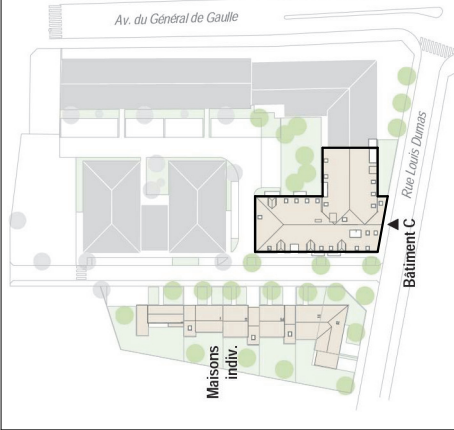 Av. du Général de Gaulle
Rue Louis Dumas
Bâtiment C
Maisons
indiv.